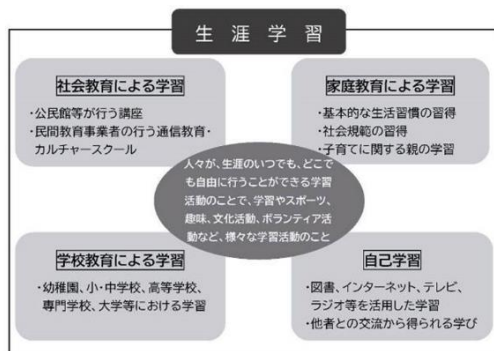 生涯学習
社会教育による学習
・公民館等が行う講座
・民間教育事業者の行う通信教育・
カルチャースクール
家庭教育による学習
・基本的な生活習慣の習得
・社会規範の習得
・子育てに関する親の学習
人々が、生涯のいつでも、どこで
も自由に行うことができる学習
活動のことで、学習やスポーツ、
趣味、文化活動、ボランティア活
動など、様々な学習活動のこと
学校教育による学習
・幼稚園、小・中学校、高等学校、
専門学校、大学等における学習
自己学習
・図書、インターネット、テレビ、
ラジオ等を活用した学習
・他者との交流から得られる学び